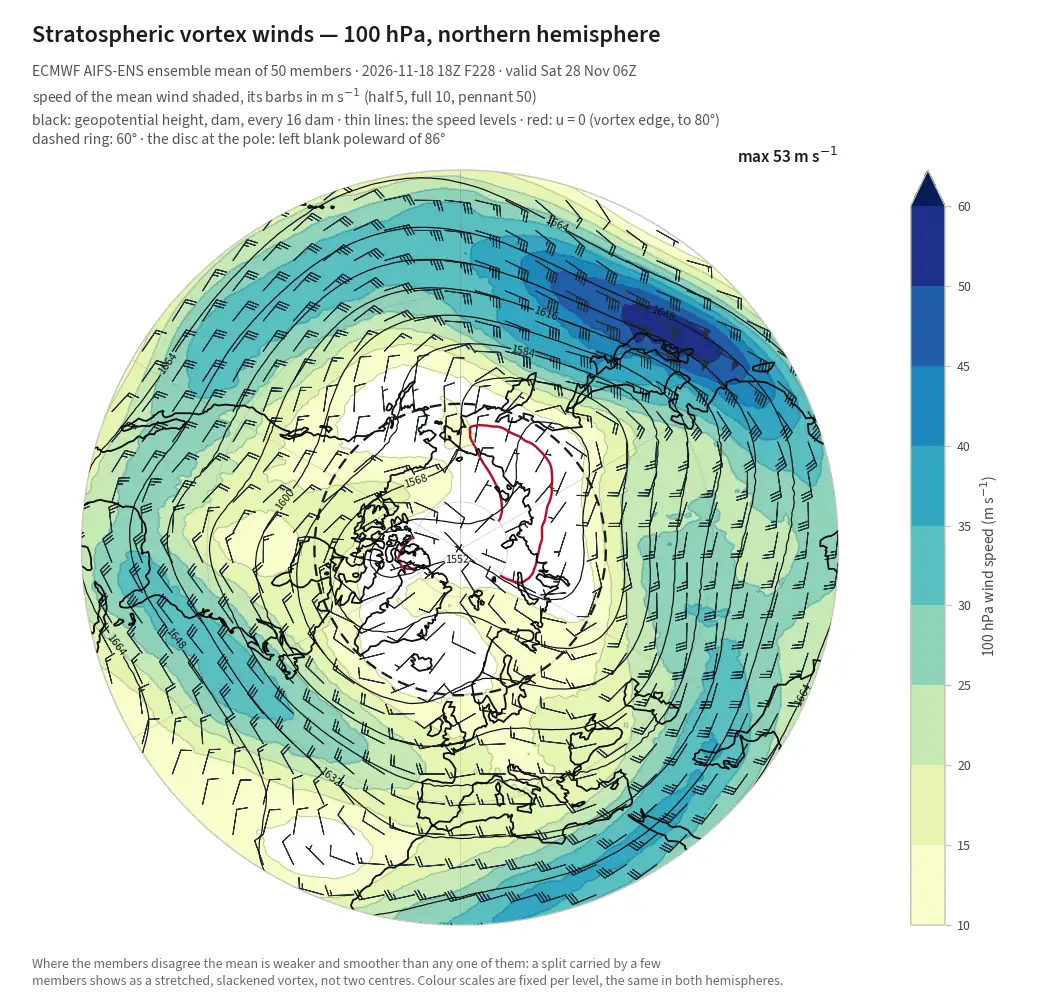 Stratospheric vortex winds — 100 hPa, northern hemisphere
ECMWF AIFS-ENS ensemble mean of 50 members · 2026-11-18 18Z F228 · valid Sat 28 Nov 06Z
speed of the mean wind shaded, its barbs in m s⁻¹ (half 5, full 10, pennant 50)
black: geopotential height, dam, every 16 dam · thin lines: the speed levels · red: u = 0 (vortex edge, to 80°)
dashed ring: 60° · the disc at the pole: left blank poleward of 86°
max 53 m s⁻¹
1664
1648
1616
1584
1664
1568
1600
1552
1648
1664
1664
1632
60
50
45
40
35
30
25
20
15
10
100 hPa wind speed (m s⁻¹)
Where the members disagree the mean is weaker and smoother than any one of them: a split carried by a few
members shows as a stretched, slackened vortex, not two centres. Colour scales are fixed per level, the same in both hemispheres.